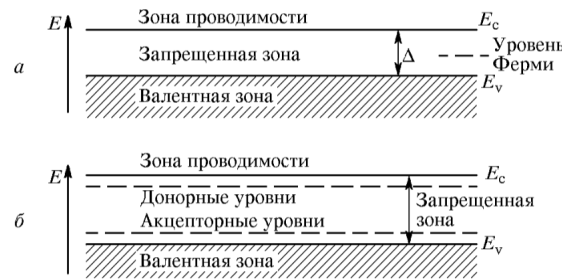 E Зона проводимости E_c
а Запрещенная зона Δ Уровень
Ферми
E_v
Валентная зона
E Зона проводимости E_c
Донорные уровни Запрещенная
б Акцепторные уровни зона
E_v
Валентная зона